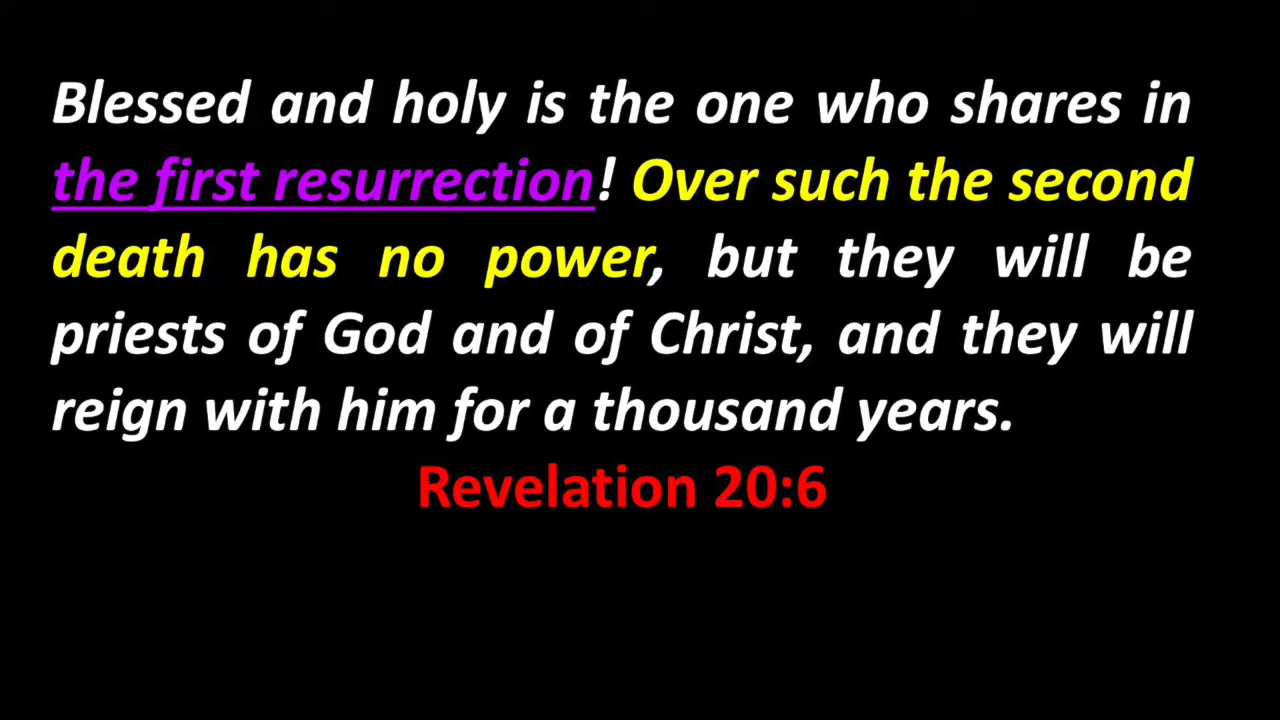 Blessed and holy is the one who shares in
the first resurrection! Over such the second
death has no power, but they will be
priests of God and of Christ, and they will
reign with him for a thousand years.
Revelation 20:6